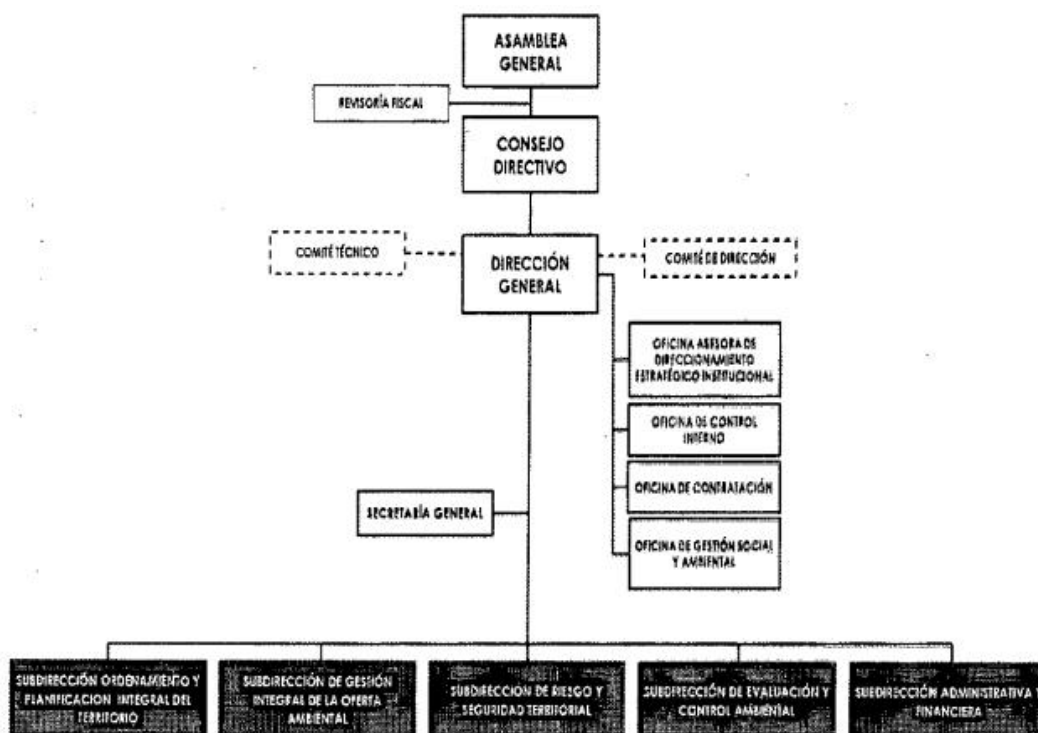 ASAMBLEA
GENERAL
REVISORÍA FISCAL
CONSEJO
DIRECTIVO
COMITÉ TÉCNICO
DIRECCIÓN
GENERAL
COMITÉ DE DIRECCIÓN
OFICINA ASESORA DE
DIRECCIONAMIENTO
ESTRATÉGICO INSTITUCIONAL
OFICINA DE CONTROL
INTERNO
OFICINA DE CONTRATACIÓN
SECRETARÍA GENERAL
OFICINA DE GESTIÓN SOCIAL
Y AMBIENTAL
SUBDIRECCIÓN ORDENAMIENTO Y
PLANIFICACION INTEGRAL DEL
TERRITORIO
SUBDIRECCIÓN DE GESTIÓN
INTEGRAL DE LA OFERTA
AMBIENTAL
SUBDIRECCION DE RIESGO Y
SEGURIDAD TERRITORIAL
SUBDIRECCIÓN DE EVALUACIÓN Y
CONTROL AMBIENTAL
SUBDIRECCIÓN ADMINISTRATIVA Y
FINANCIERA